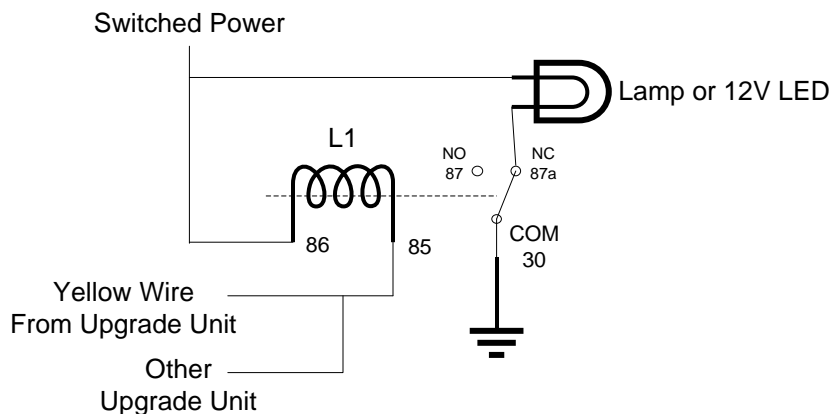 Switched Power
Lamp or 12V LED
L1
NO
87
NC
87a
86
85
COM
30
Yellow Wire
From Upgrade Unit
Other
Upgrade Unit